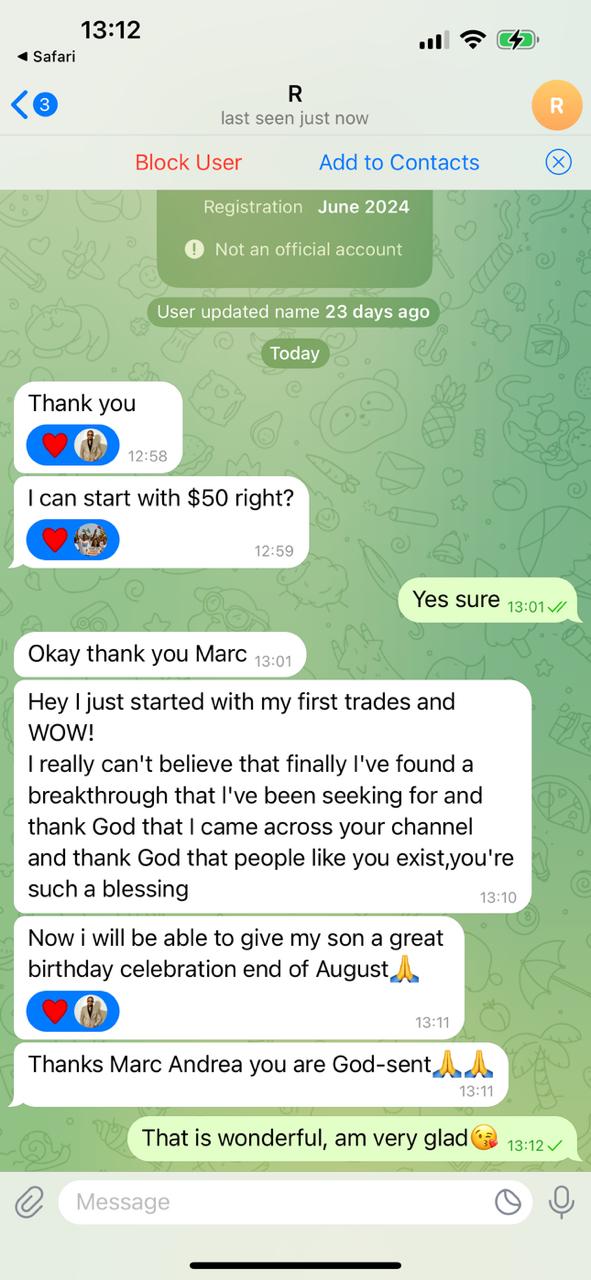 13:12
Safari
3
R
last seen just now
R
Block User
Add to Contacts
Registration June 2024
! Not an official account
User updated name 23 days ago
Today
Thank you
12:58
I can start with $50 right?
12:59
Yes sure 13:01
Okay thank you Marc 13:01
Hey I just started with my first trades and
WOW!
I really can't believe that finally I've found a
breakthrough that I've been seeking for and
thank God that I came across your channel
and thank God that people like you exist,you're
such a blessing
13:10
Now i will be able to give my son a great
birthday celebration end of August🙏
13:11
Thanks Marc Andrea you are God-sent🙏🙏
13:11
That is wonderful, am very glad😘 13:12
Message